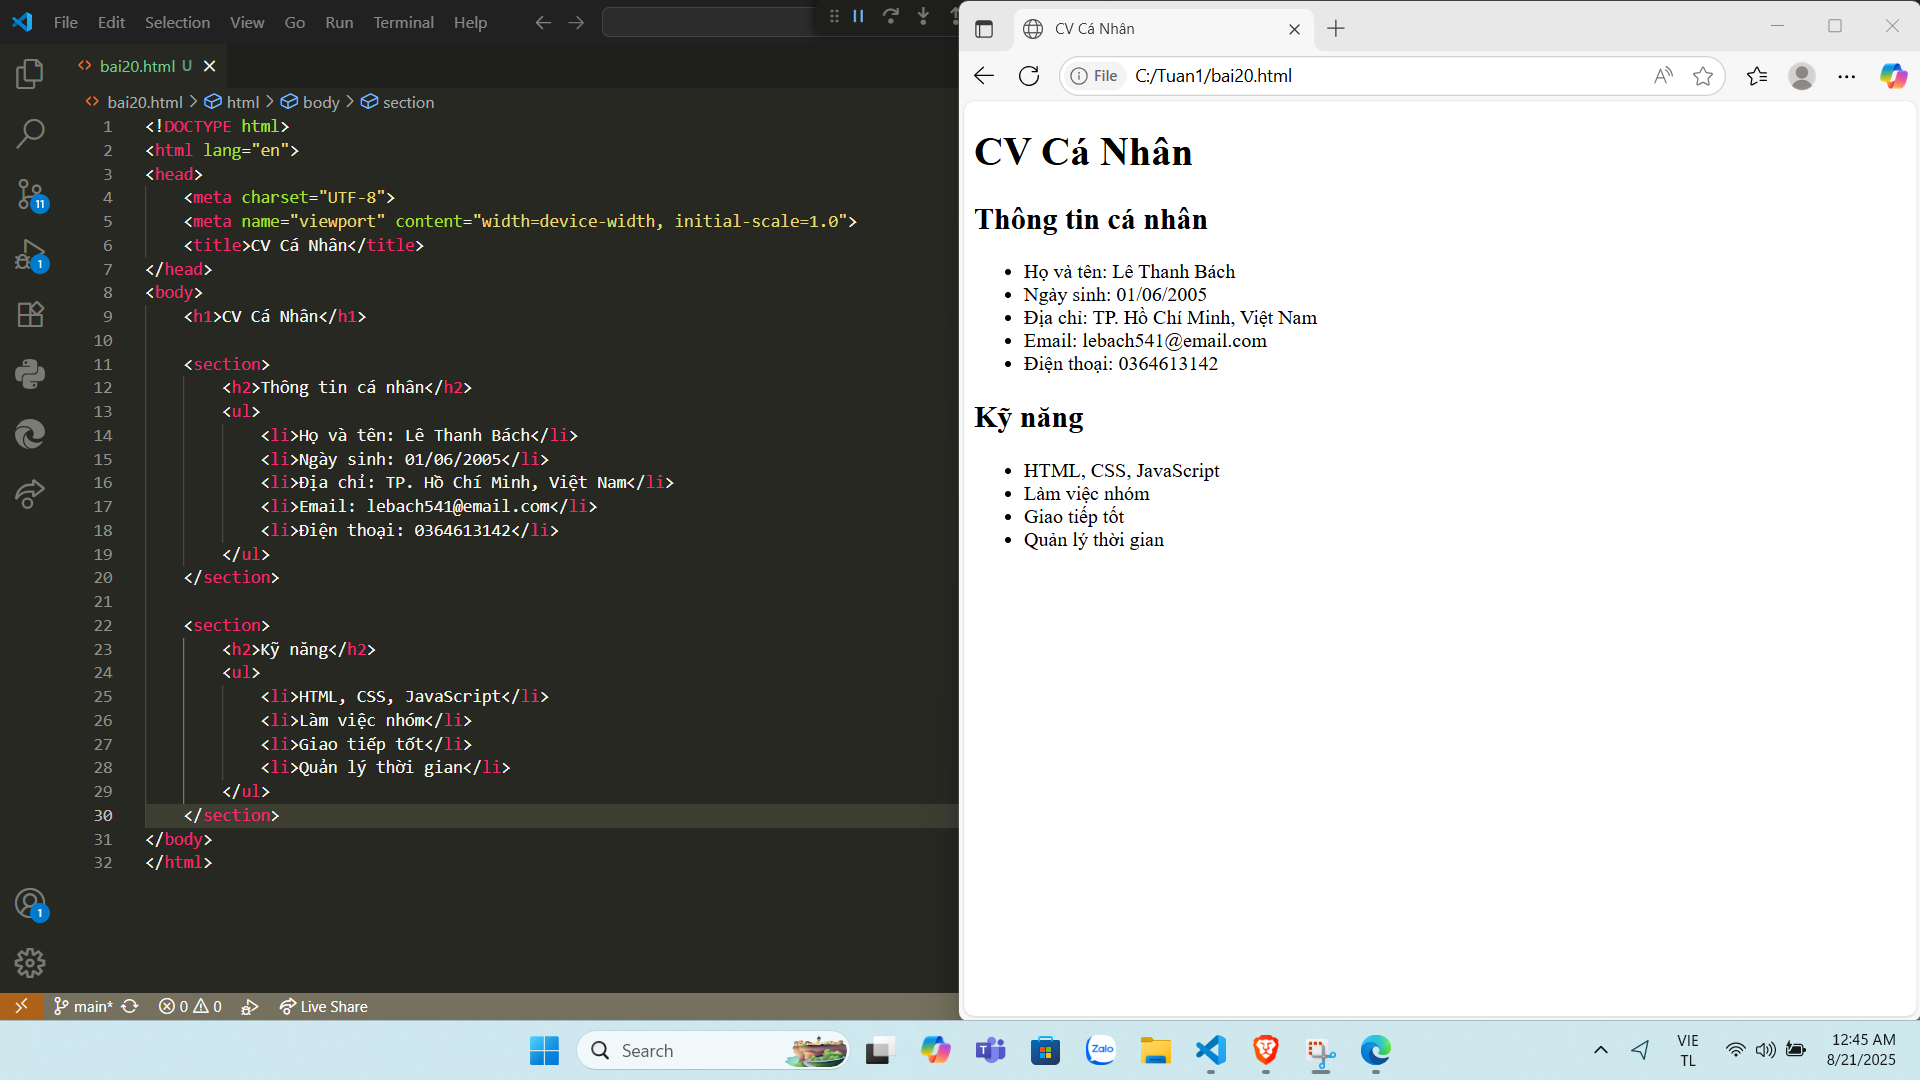 File Edit Selection View Go Run Terminal Help
bai20.html U
bai20.html > html > body > section
1 <!DOCTYPE html>
2 <html lang="en">
3 <head>
4 <meta charset="UTF-8">
5 <meta name="viewport" content="width=device-width, initial-scale=1.0">
6 <title>CV Cá Nhân</title>
7 </head>
8 <body>
9 <h1>CV Cá Nhân</h1>
10
11 <section>
12 <h2>Thông tin cá nhân</h2>
13 <ul>
14 <li>Họ và tên: Lê Thanh Bách</li>
15 <li>Ngày sinh: 01/06/2005</li>
16 <li>Địa chỉ: TP. Hồ Chí Minh, Việt Nam</li>
17 <li>Email: lebach541@email.com</li>
18 <li>Điện thoại: 0364613142</li>
19 </ul>
20 </section>
21
22 <section>
23 <h2>Kỹ năng</h2>
24 <ul>
25 <li>HTML, CSS, JavaScript</li>
26 <li>Làm việc nhóm</li>
27 <li>Giao tiếp tốt</li>
28 <li>Quản lý thời gian</li>
29 </ul>
30 </section>
31 </body>
32 </html>
11
1
1
main* 0 0 Live Share
CV Cá Nhân
File C:/Tuan1/bai20.html
CV Cá Nhân
Thông tin cá nhân
• Họ và tên: Lê Thanh Bách
• Ngày sinh: 01/06/2005
• Địa chỉ: TP. Hồ Chí Minh, Việt Nam
• Email: lebach541@email.com
• Điện thoại: 0364613142
Kỹ năng
• HTML, CSS, JavaScript
• Làm việc nhóm
• Giao tiếp tốt
• Quản lý thời gian
Search
Zalo
VIE
TL
12:45 AM
8/21/2025